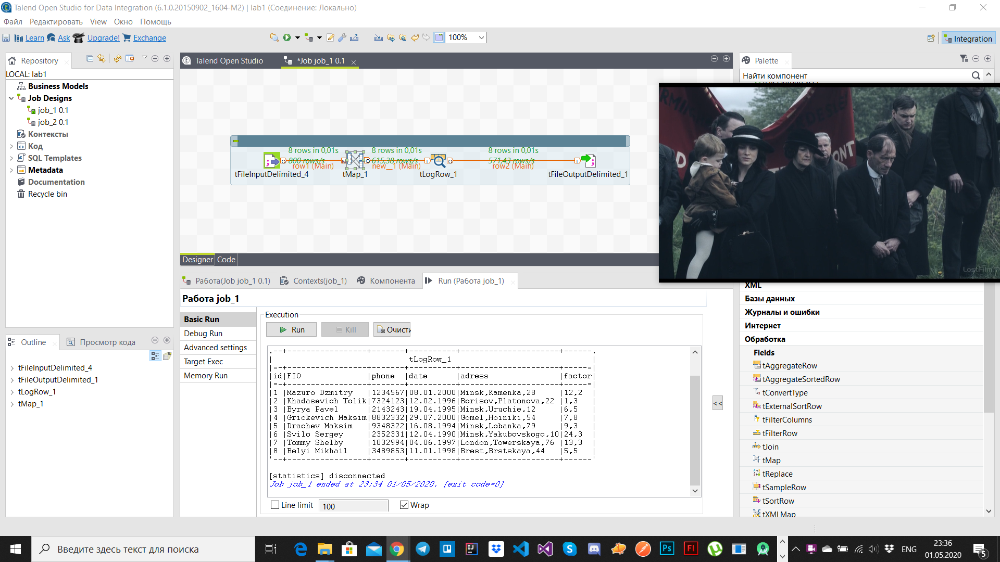 Talend Open Studio for Data Integration (6.1.0.20150902_1604-M2) | lab1 (Соединение: Локально)
Файл Редактировать View Окно Помощь
Learn Ask Upgrade! Exchange 100% Integration
Repository
LOCAL: lab1
Business Models
Job Designs
job_1 0.1
job_2 0.1
Контексты
Код
SQL Templates
Metadata
Documentation
Recycle bin
Talend Open Studio *Job job_1 0.1
8 rows in 0,01s 8 rows in 0,01s 8 rows in 0,01s
800 rows/s 615,38 rows/s 571,43 rows/s
row1 (Main) new__1 (Main) row2 (Main)
tFileInputDelimited_4 tMap_1 tLogRow_1 tFileOutputDelimited_1
Designer Code
Palette
Найти компонент
LostFilm
XML
Базы данных
Журналы и ошибки
Интернет
Обработка
Fields
tAggregateRow
tAggregateSortedRow
tConvertType
tExternalSortRow
tFilterColumns
tFilterRow
tJoin
tMap
tReplace
tSampleRow
tSortRow
tXMLMap
Outline Просмотр кода
tFileInputDelimited_4
tFileOutputDelimited_1
tLogRow_1
tMap_1
Работа(Job job_1 0.1) Contexts(job_1) Компонента Run (Работа job_1)
Работа job_1
Basic Run
Debug Run
Advanced settings
Target Exec
Memory Run
Execution
Run Kill Очисти
.--+-----------------+-------+----------+---------------------+------.
| tLogRow_1 |
|=-+-----------------+-------+----------+---------------------+-----=|
|id|FIO |phone |date |adress |factor|
|=-+-----------------+-------+----------+---------------------+-----=|
|1 |Mazuro Dzmitry |1234567|08.01.2000|Minsk,Kamenka,28 |12,2 |
|2 |Khadasevich Tolik|7324123|12.02.1996|Borisov,Platonova,22 |1,3 |
|3 |Byrya Pavel |2143243|19.04.1995|Minsk,Uruchie,12 |6,5 |
|4 |Grickevich Maksim|8832332|29.07.2000|Gomel,Hoiniki,54 |7,8 |
|5 |Drachev Maksim |9348322|16.08.1994|Minsk,Lobanka,79 |9,3 |
|6 |Svilo Sergey |2352331|12.04.1990|Minsk,Yakubovskogo,10|24,3 |
|7 |Tommy Shelby |1032994|04.06.1997|London,Towerskaya,76 |13,3 |
|8 |Belyi Mikhail |3489853|11.01.1998|Brest,Brstskaya,44 |5,5 |
'--+-----------------+-------+----------+---------------------+------'
[statistics] disconnected
Job job_1 ended at 23:34 01/05/2020. [exit code=0]
<<
Line limit 100 Wrap
Введите здесь текст для поиска
ENG
23:36
01.05.2020
5